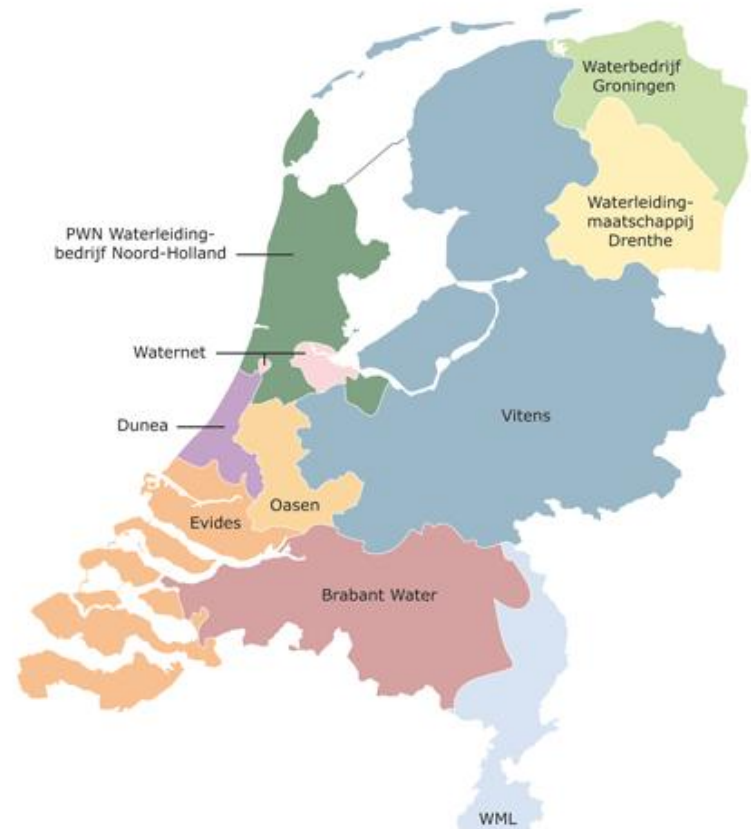 Waterbedrijf
Groningen
Waterleiding-
maatschappij
Drenthe
PWN Waterleiding-
bedrijf Noord-Holland
Waternet
Vitens
Dunea
Oasen
Evides
Brabant Water
WML